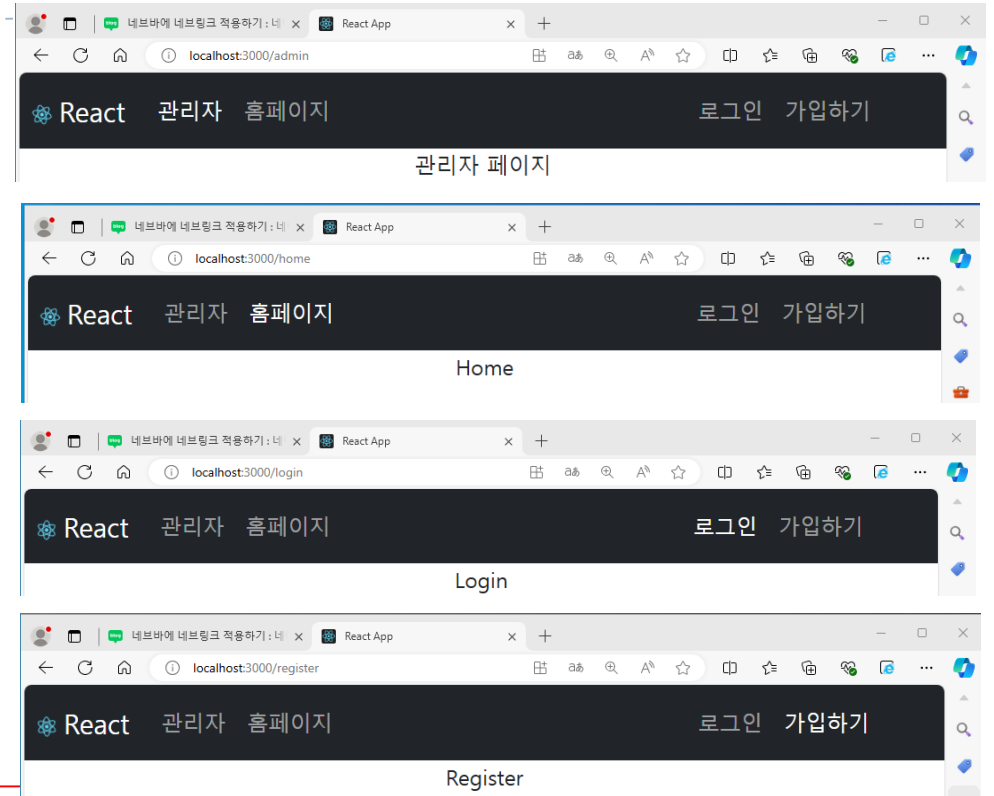 네브바에 네브링크 적용하기 : 네 React App
localhost:3000/admin
React 관리자 홈페이지 로그인 가입하기
관리자 페이지
네브바에 네브링크 적용하기 : 네 React App
localhost:3000/home
React 관리자 홈페이지 로그인 가입하기
Home
네브바에 네브링크 적용하기 : 네 React App
localhost:3000/login
React 관리자 홈페이지 로그인 가입하기
Login
네브바에 네브링크 적용하기 : 네 React App
localhost:3000/register
React 관리자 홈페이지 로그인 가입하기
Register